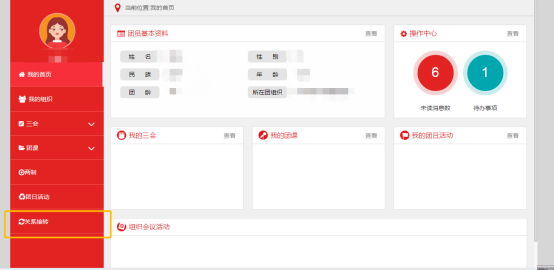 当前位置:我的首页
我的首页
我的组织
三会
团课
两制
团日活动
关系接转
团员基本资料 查看
姓 名 性 别
民 族 年 龄
团 龄 所在团组织
操作中心 查看
6 1
未读消息数 待办事项
我的三会 查看
我的团课 查看
我的团日活动 查看
组织会议活动